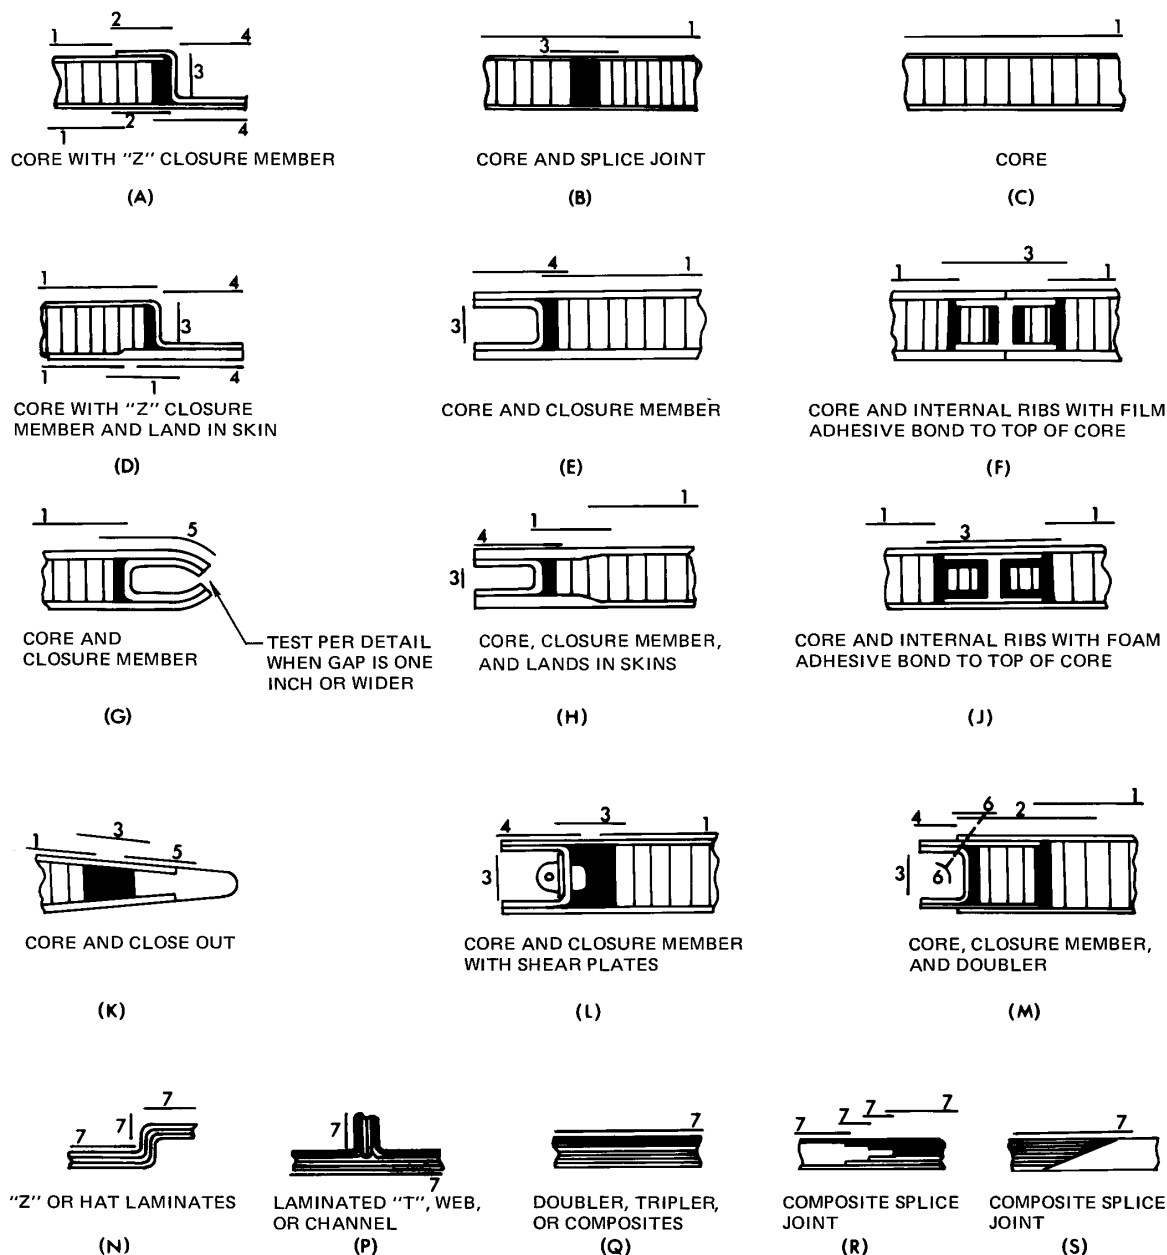 2
1
4
3
2
1
4
CORE WITH "Z" CLOSURE MEMBER
(A)
1
3
CORE AND SPLICE JOINT
(B)
1
CORE
(C)
1
4
3
1
1
4
CORE WITH "Z" CLOSURE
MEMBER AND LAND IN SKIN
(D)
4
1
3
CORE AND CLOSURE MEMBER
(E)
3
1
1
CORE AND INTERNAL RIBS WITH FILM
ADHESIVE BOND TO TOP OF CORE
(F)
1
5
CORE AND
CLOSURE MEMBER
TEST PER DETAIL
WHEN GAP IS ONE
INCH OR WIDER
(G)
1
1
4
3
CORE, CLOSURE MEMBER,
AND LANDS IN SKINS
(H)
1
3
1
CORE AND INTERNAL RIBS WITH FOAM
ADHESIVE BOND TO TOP OF CORE
(J)
1
3
5
CORE AND CLOSE OUT
(K)
4
3
1
3
CORE AND CLOSURE MEMBER
WITH SHEAR PLATES
(L)
6
1
2
4
3
6
CORE, CLOSURE MEMBER,
AND DOUBLER
(M)
7
7
7
"Z" OR HAT LAMINATES
(N)
7
7
LAMINATED "T", WEB,
OR CHANNEL
(P)
7
DOUBLER, TRIPLER,
OR COMPOSITES
(Q)
7
7
7
7
COMPOSITE SPLICE
JOINT
(R)
7
COMPOSITE SPLICE
JOINT
(S)